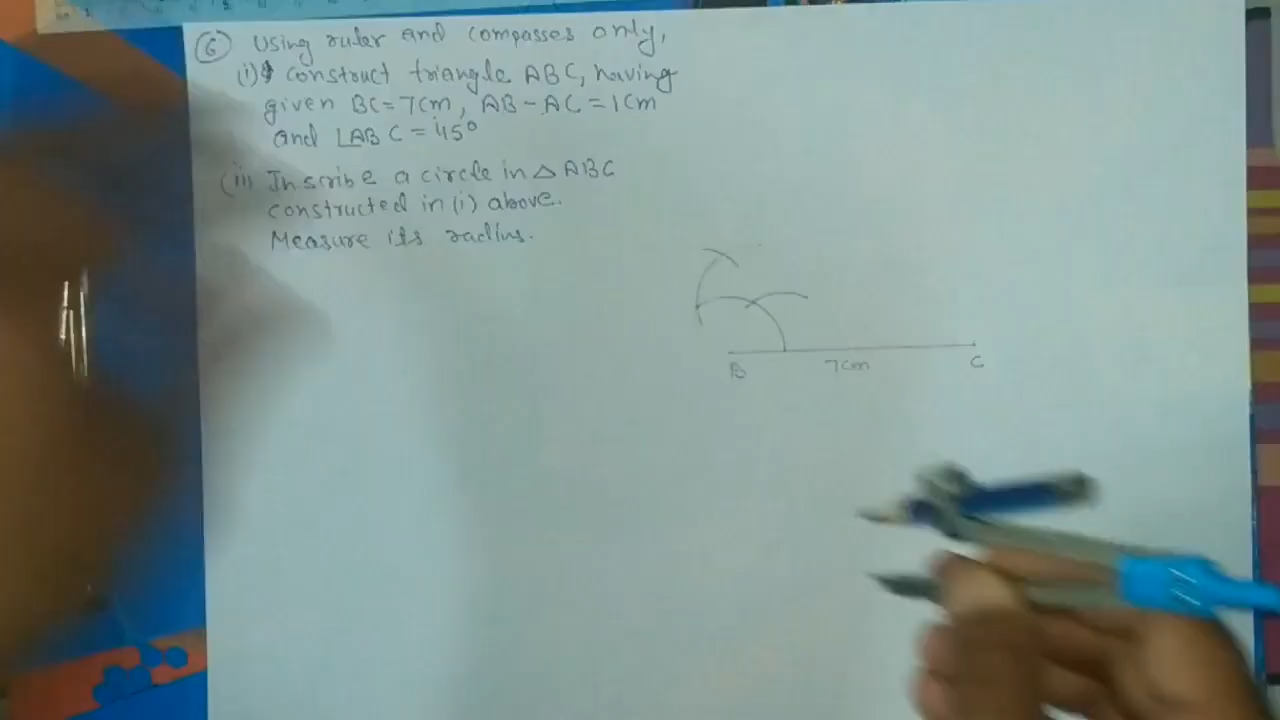 6 Using ruler and compasses only,
(i) construct triangle ABC, having
given BC = 7cm, AB - AC = 1cm
and ∠ABC = 45°
(ii) Inscribe a circle in △ ABC
constructed in (i) above.
Measure its radius.
B 7cm C